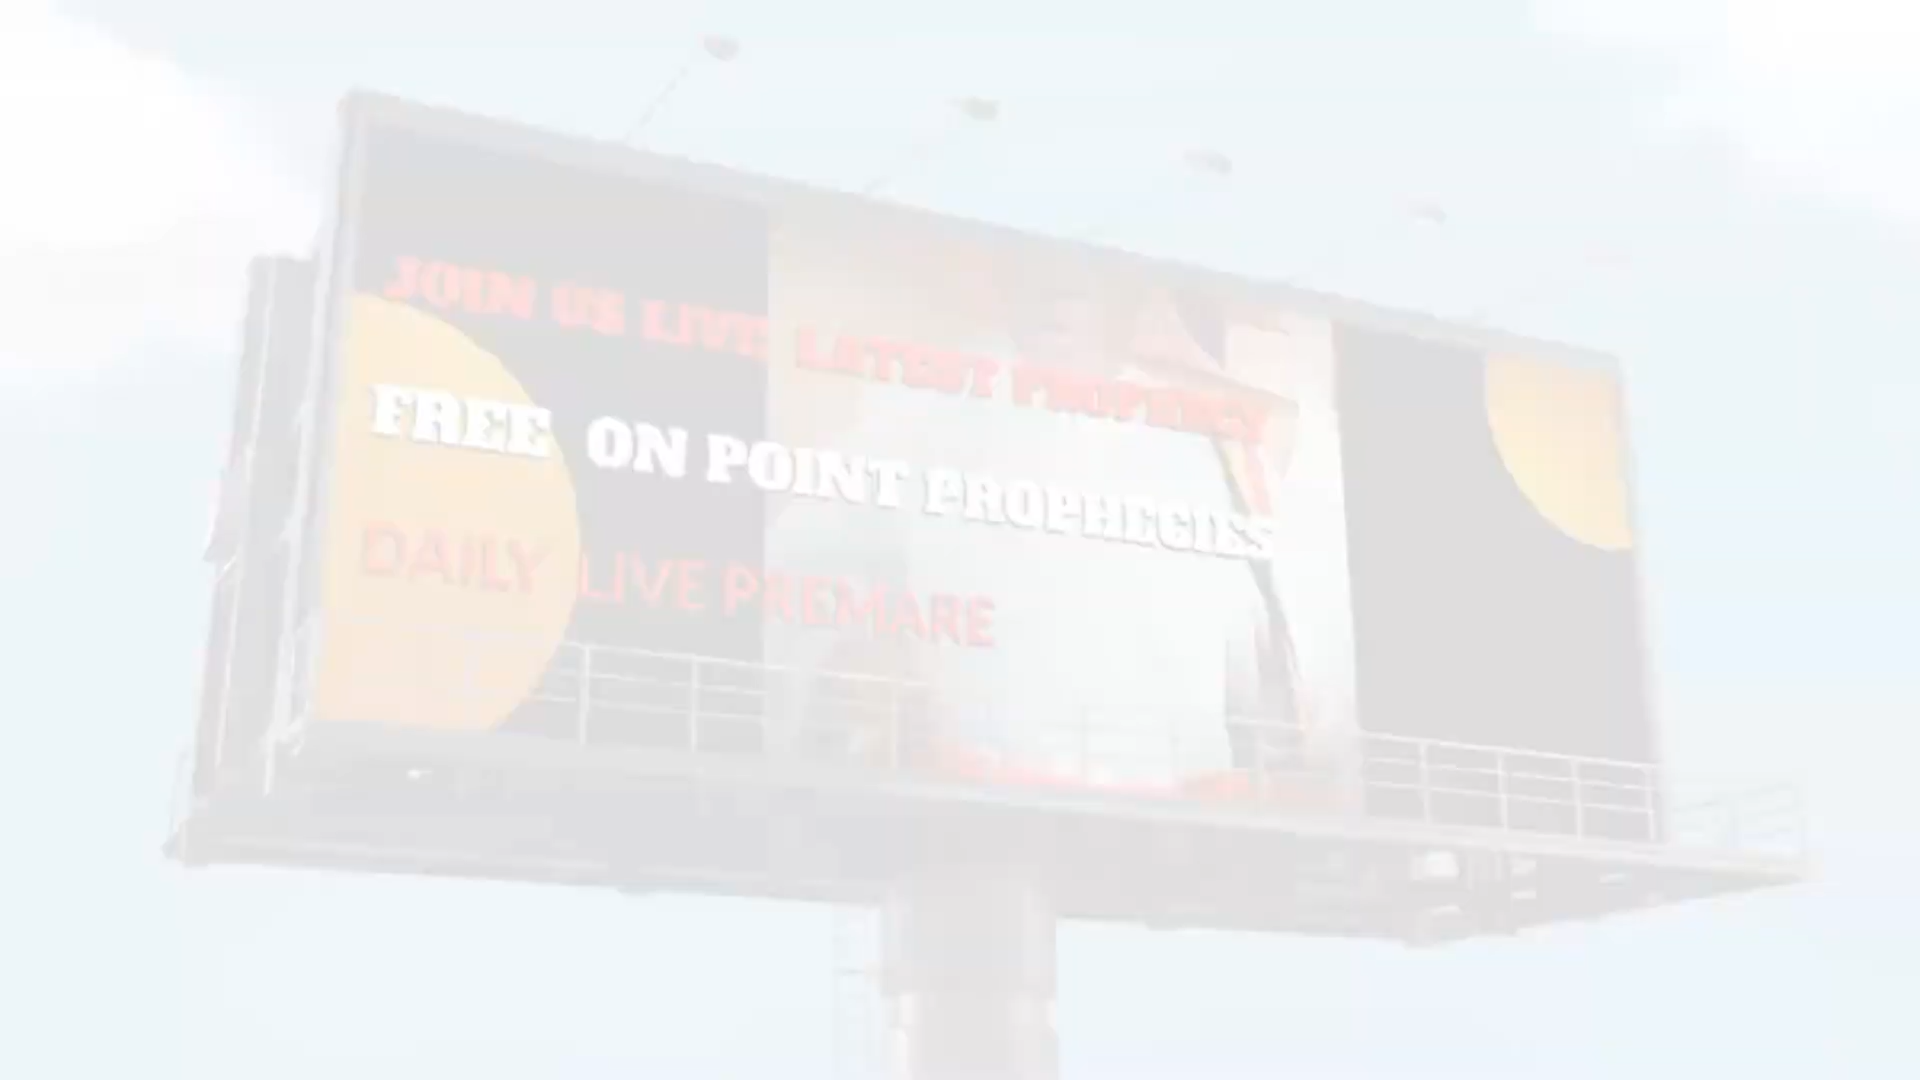 JOIN US LIVE LATEST PROPHECY
FREE ON POINT PROPHECIES
DAILY LIVE PREMARE